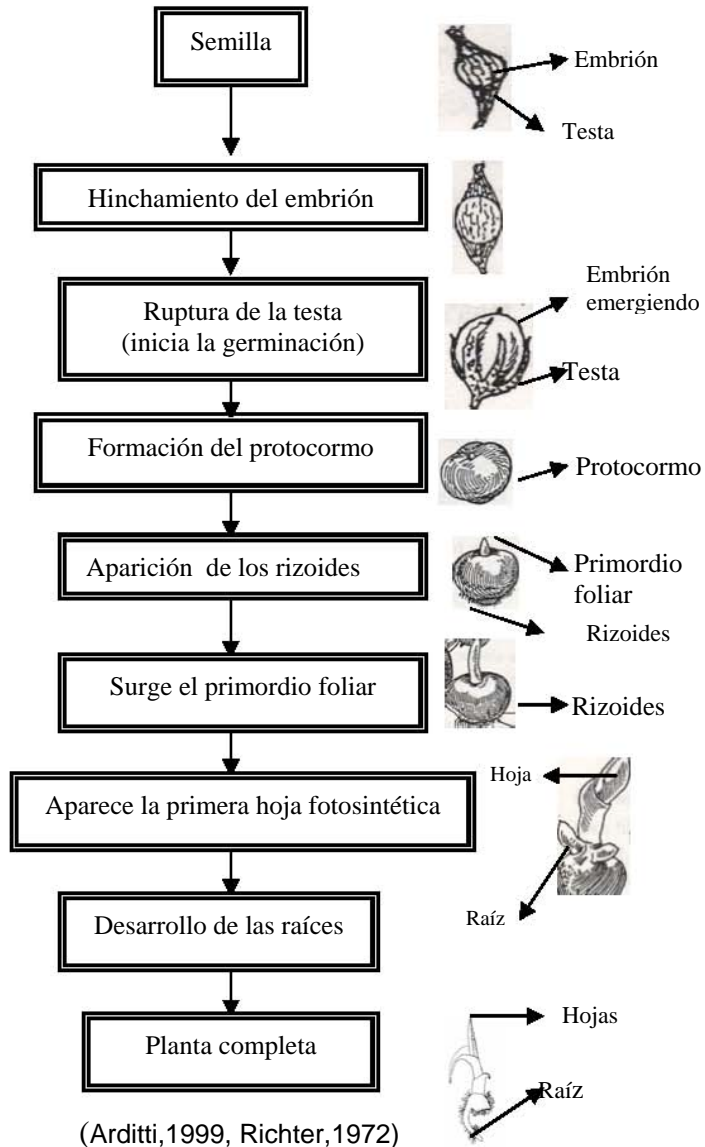 Semilla
Embrión
Testa
Hinchamiento del embrión
Ruptura de la testa
(inicia la germinación)
Embrión
emergiendo
Testa
Formación del protocormo
Protocormo
Aparición de los rizoides
Primordio
foliar
Rizoides
Surge el primordio foliar
Rizoides
Aparece la primera hoja fotosintética
Hoja
Raíz
Desarrollo de las raíces
Planta completa
Hojas
Raíz
(Arditti,1999, Richter,1972)